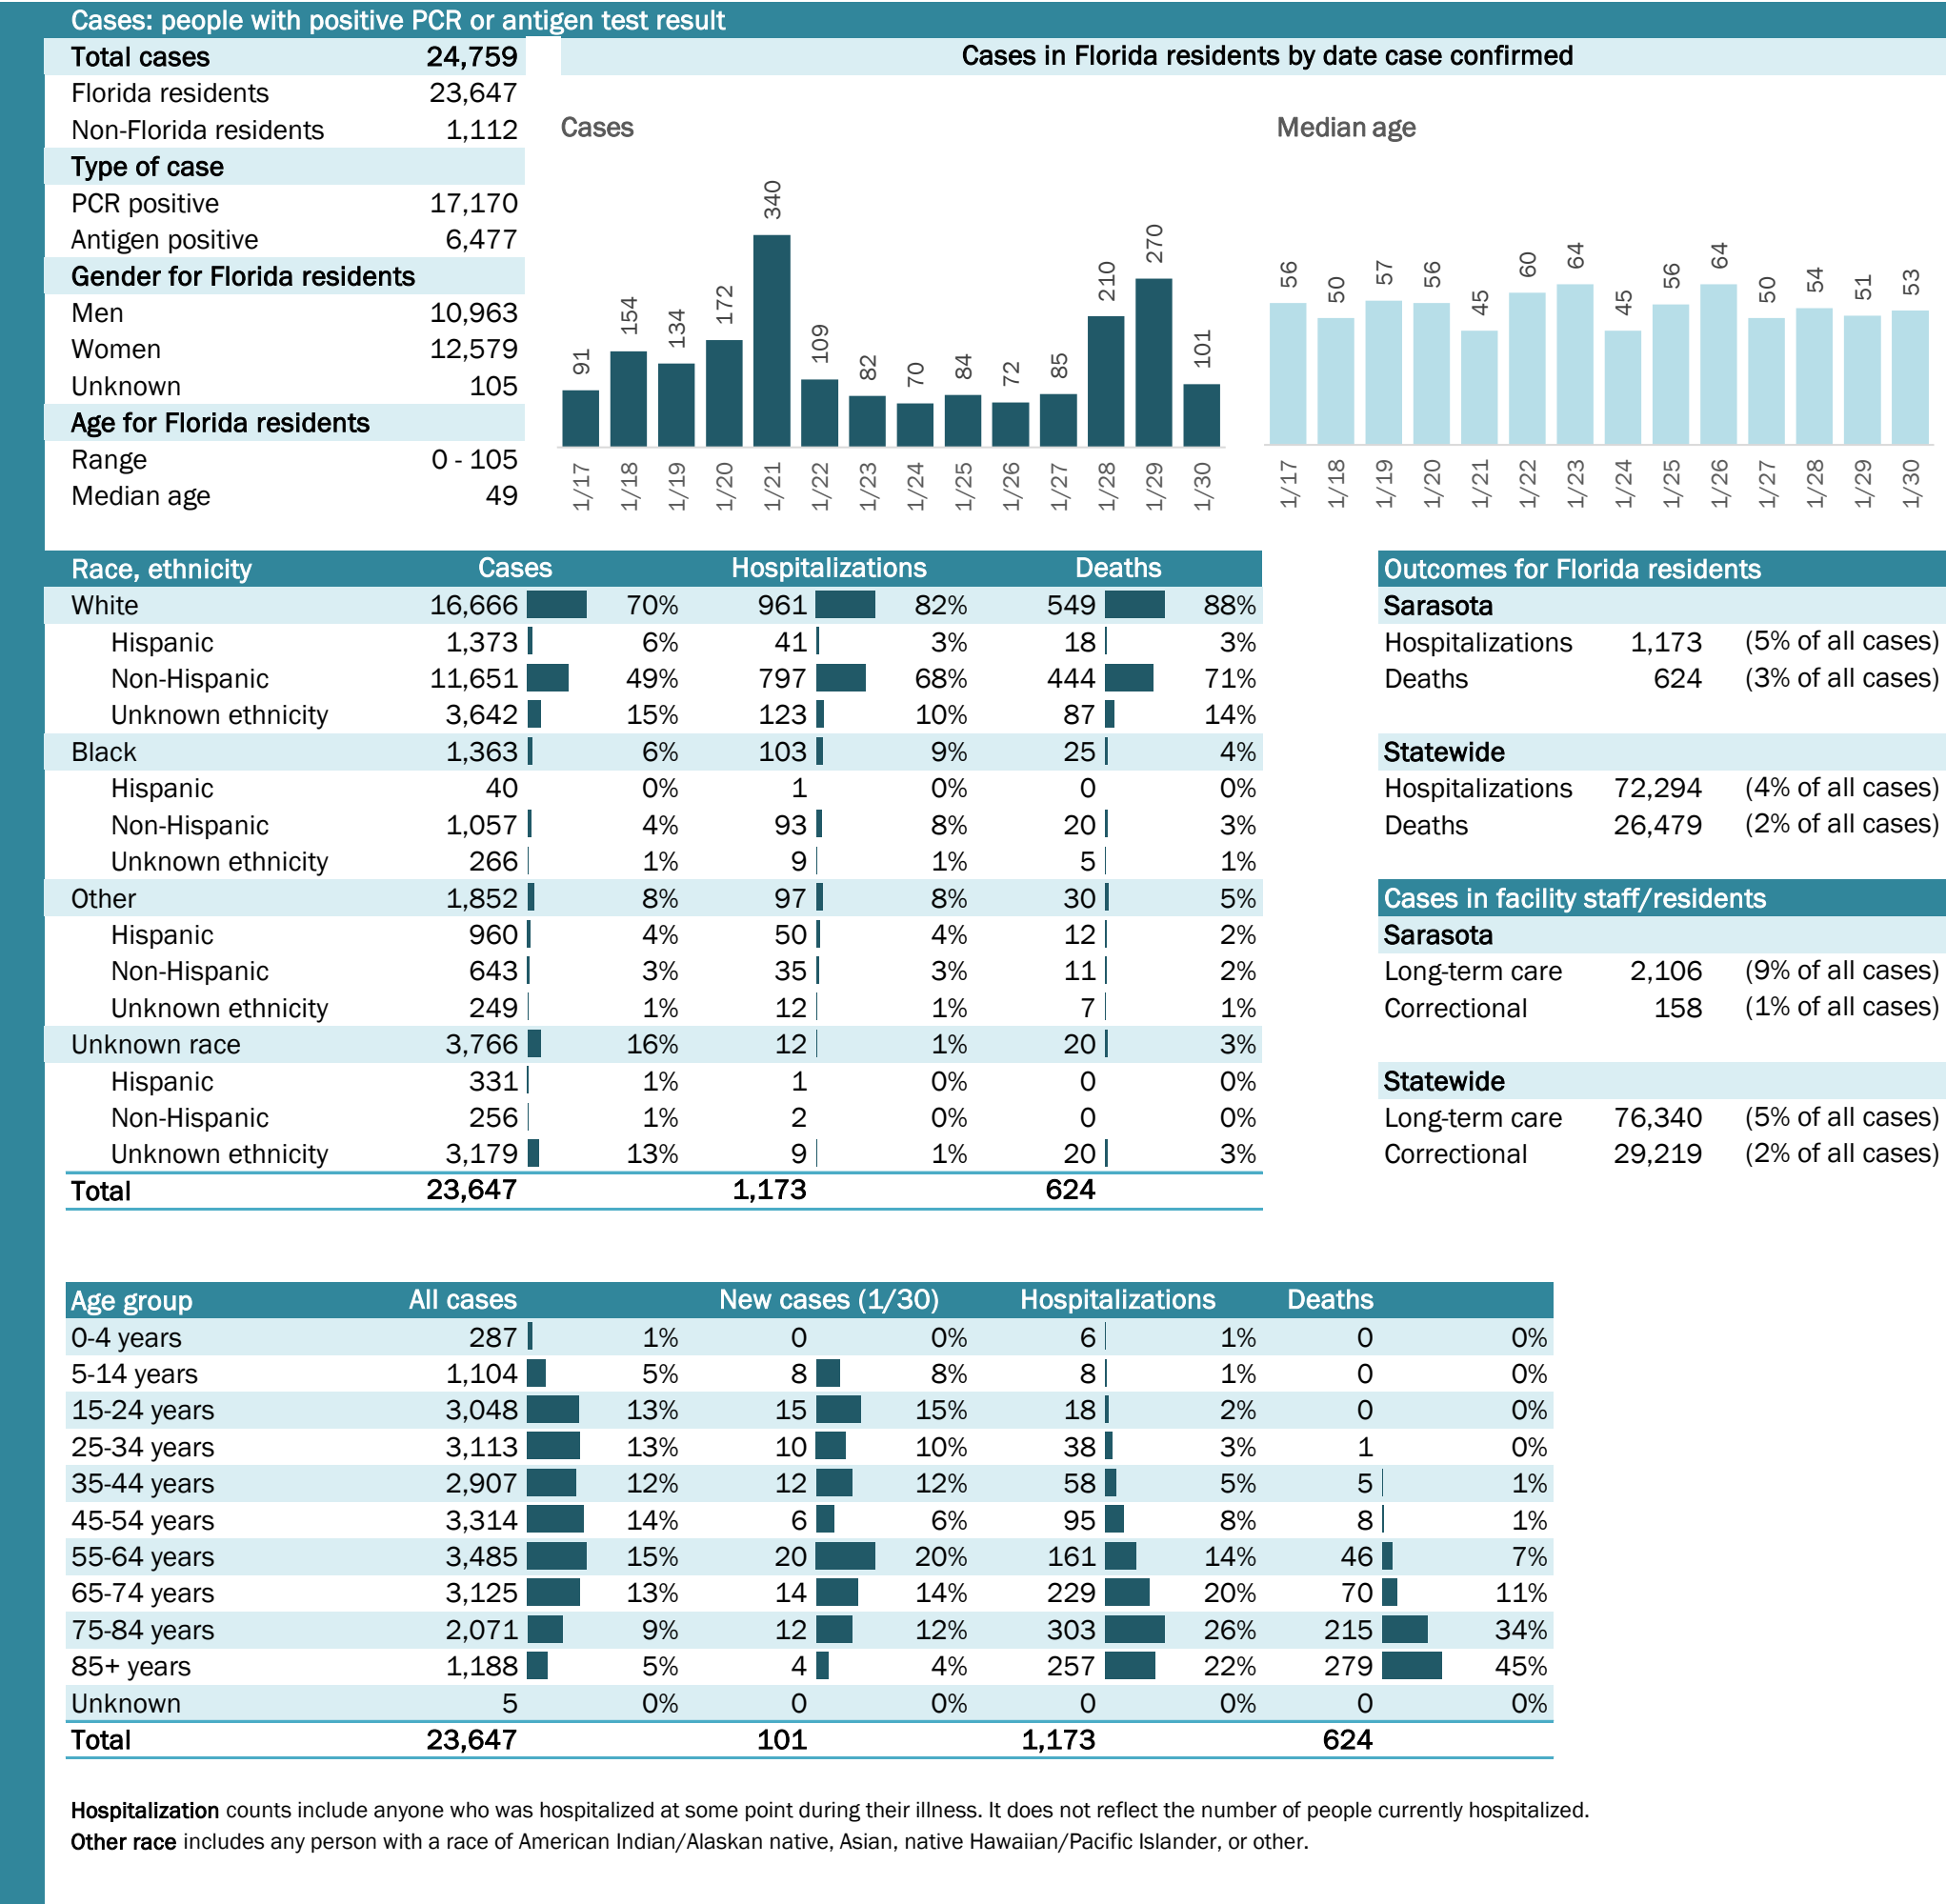 Cases: people with positive PCR or antigen test result
Total cases 24,759
Florida residents 23,647
Non-Florida residents 1,112
Type of case
PCR positive 17,170
Antigen positive 6,477
Gender for Florida residents
Men 10,963
Women 12,579
Unknown 105
Age for Florida residents
Range 0 - 105
Median age 49
Cases in Florida residents by date case confirmed
Cases
91 154 134 172 340 109 82 70 84 72 85 210 270 101
1/17 1/18 1/19 1/20 1/21 1/22 1/23 1/24 1/25 1/26 1/27 1/28 1/29 1/30
Median age
56 50 57 56 45 60 64 45 56 64 50 54 51 53
1/17 1/18 1/19 1/20 1/21 1/22 1/23 1/24 1/25 1/26 1/27 1/28 1/29 1/30
Race, ethnicity Cases Hospitalizations Deaths
White 16,666 70% 961 82% 549 88%
Hispanic 1,373 6% 41 3% 18 3%
Non-Hispanic 11,651 49% 797 68% 444 71%
Unknown ethnicity 3,642 15% 123 10% 87 14%
Black 1,363 6% 103 9% 25 4%
Hispanic 40 0% 1 0% 0 0%
Non-Hispanic 1,057 4% 93 8% 20 3%
Unknown ethnicity 266 1% 9 1% 5 1%
Other 1,852 8% 97 8% 30 5%
Hispanic 960 4% 50 4% 12 2%
Non-Hispanic 643 3% 35 3% 11 2%
Unknown ethnicity 249 1% 12 1% 7 1%
Unknown race 3,766 16% 12 1% 20 3%
Hispanic 331 1% 1 0% 0 0%
Non-Hispanic 256 1% 2 0% 0 0%
Unknown ethnicity 3,179 13% 9 1% 20 3%
Total 23,647 1,173 624
Outcomes for Florida residents
Sarasota
Hospitalizations 1,173 (5% of all cases)
Deaths 624 (3% of all cases)
Statewide
Hospitalizations 72,294 (4% of all cases)
Deaths 26,479 (2% of all cases)
Cases in facility staff/residents
Sarasota
Long-term care 2,106 (9% of all cases)
Correctional 158 (1% of all cases)
Statewide
Long-term care 76,340 (5% of all cases)
Correctional 29,219 (2% of all cases)
Age group All cases New cases (1/30) Hospitalizations Deaths
0-4 years 287 1% 0 0% 6 1% 0 0%
5-14 years 1,104 5% 8 8% 8 1% 0 0%
15-24 years 3,048 13% 15 15% 18 2% 0 0%
25-34 years 3,113 13% 10 10% 38 3% 1 0%
35-44 years 2,907 12% 12 12% 58 5% 5 1%
45-54 years 3,314 14% 6 6% 95 8% 8 1%
55-64 years 3,485 15% 20 20% 161 14% 46 7%
65-74 years 3,125 13% 14 14% 229 20% 70 11%
75-84 years 2,071 9% 12 12% 303 26% 215 34%
85+ years 1,188 5% 4 4% 257 22% 279 45%
Unknown 5 0% 0 0% 0 0% 0 0%
Total 23,647 101 1,173 624
Hospitalization counts include anyone who was hospitalized at some point during their illness. It does not reflect the number of people currently hospitalized.
Other race includes any person with a race of American Indian/Alaskan native, Asian, native Hawaiian/Pacific Islander, or other.